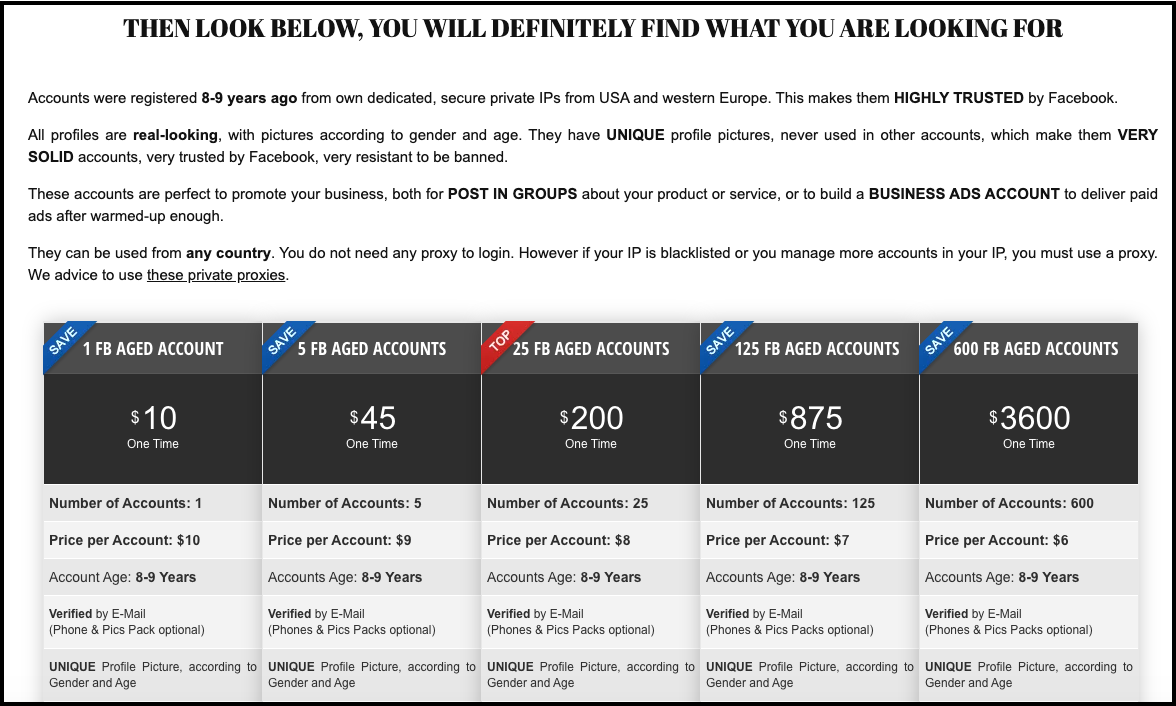 THEN LOOK BELOW, YOU WILL DEFINITELY FIND WHAT YOU ARE LOOKING FOR
Accounts were registered 8-9 years ago from own dedicated, secure private IPs from USA and western Europe. This makes them HIGHLY TRUSTED by Facebook.
All profiles are real-looking, with pictures according to gender and age. They have UNIQUE profile pictures, never used in other accounts, which make them VERY
SOLID accounts, very trusted by Facebook, very resistant to be banned.
These accounts are perfect to promote your business, both for POST IN GROUPS about your product or service, or to build a BUSINESS ADS ACCOUNT to deliver paid
ads after warmed-up enough.
They can be used from any country. You do not need any proxy to login. However if your IP is blacklisted or you manage more accounts in your IP, you must use a proxy.
We advice to use these private proxies.
SAVE
1 FB AGED ACCOUNT
$10
One Time
Number of Accounts: 1
Price per Account: $10
Account Age: 8-9 Years
Verified by E-Mail
(Phone & Pics Pack optional)
UNIQUE Profile Picture, according to
Gender and Age
SAVE
5 FB AGED ACCOUNTS
$45
One Time
Number of Accounts: 5
Price per Account: $9
Accounts Age: 8-9 Years
Verified by E-Mail
(Phones & Pics Packs optional)
UNIQUE Profile Picture, according to
Gender and Age
TOP
25 FB AGED ACCOUNTS
$200
One Time
Number of Accounts: 25
Price per Account: $8
Accounts Age: 8-9 Years
Verified by E-Mail
(Phones & Pics Packs optional)
UNIQUE Profile Picture, according to
Gender and Age
SAVE
125 FB AGED ACCOUNTS
$875
One Time
Number of Accounts: 125
Price per Account: $7
Accounts Age: 8-9 Years
Verified by E-Mail
(Phones & Pics Packs optional)
UNIQUE Profile Picture, according to
Gender and Age
SAVE
600 FB AGED ACCOUNTS
$3600
One Time
Number of Accounts: 600
Price per Account: $6
Accounts Age: 8-9 Years
Verified by E-Mail
(Phones & Pics Packs optional)
UNIQUE Profile Picture, according to
Gender and Age